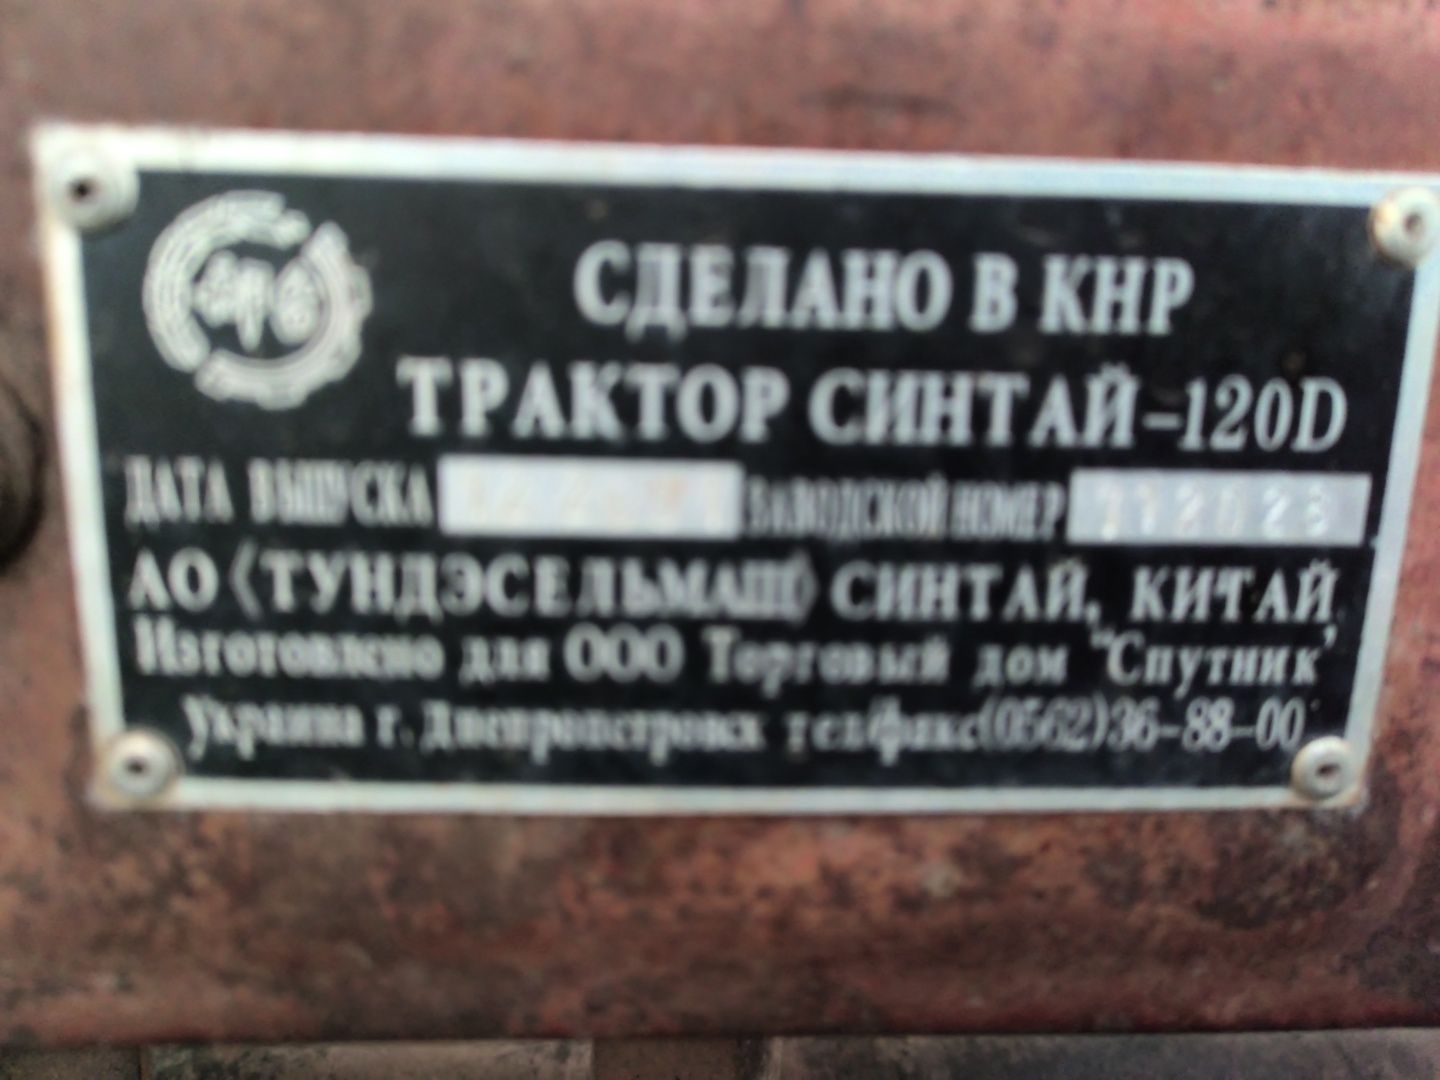 СДЕЛАНО В КНР
ТРАКТОР СИНТАЙ-120D
ДАТА ВЫПУСКА ЗАВОДСКОЙ НОМЕР
АО 〈ТУНДЭСЕЛЬМАШ〉 СИНТАЙ, КИТАЙ
Изготовлено для ООО Торговый дом "Спутник"
Украина г. Днепропетровск тел/факс(0562)36-88-00